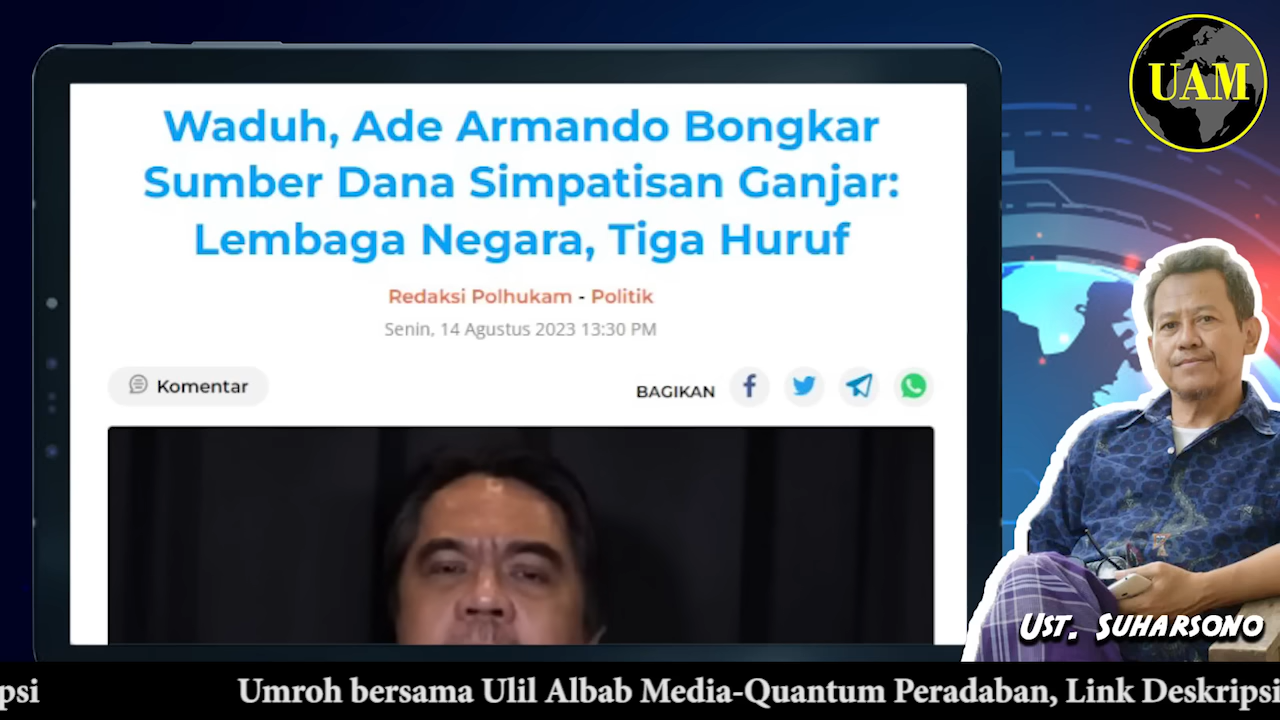 Waduh, Ade Armando Bongkar
Sumber Dana Simpatisan Ganjar:
Lembaga Negara, Tiga Huruf
Redaksi Polhukam - Politik
Senin, 14 Agustus 2023 13:30 PM
Komentar
BAGIKAN
UAM
UST. SUHARSONO
psi Umroh bersama Ulil Albab Media-Quantum Peradaban, Link Deskripsi